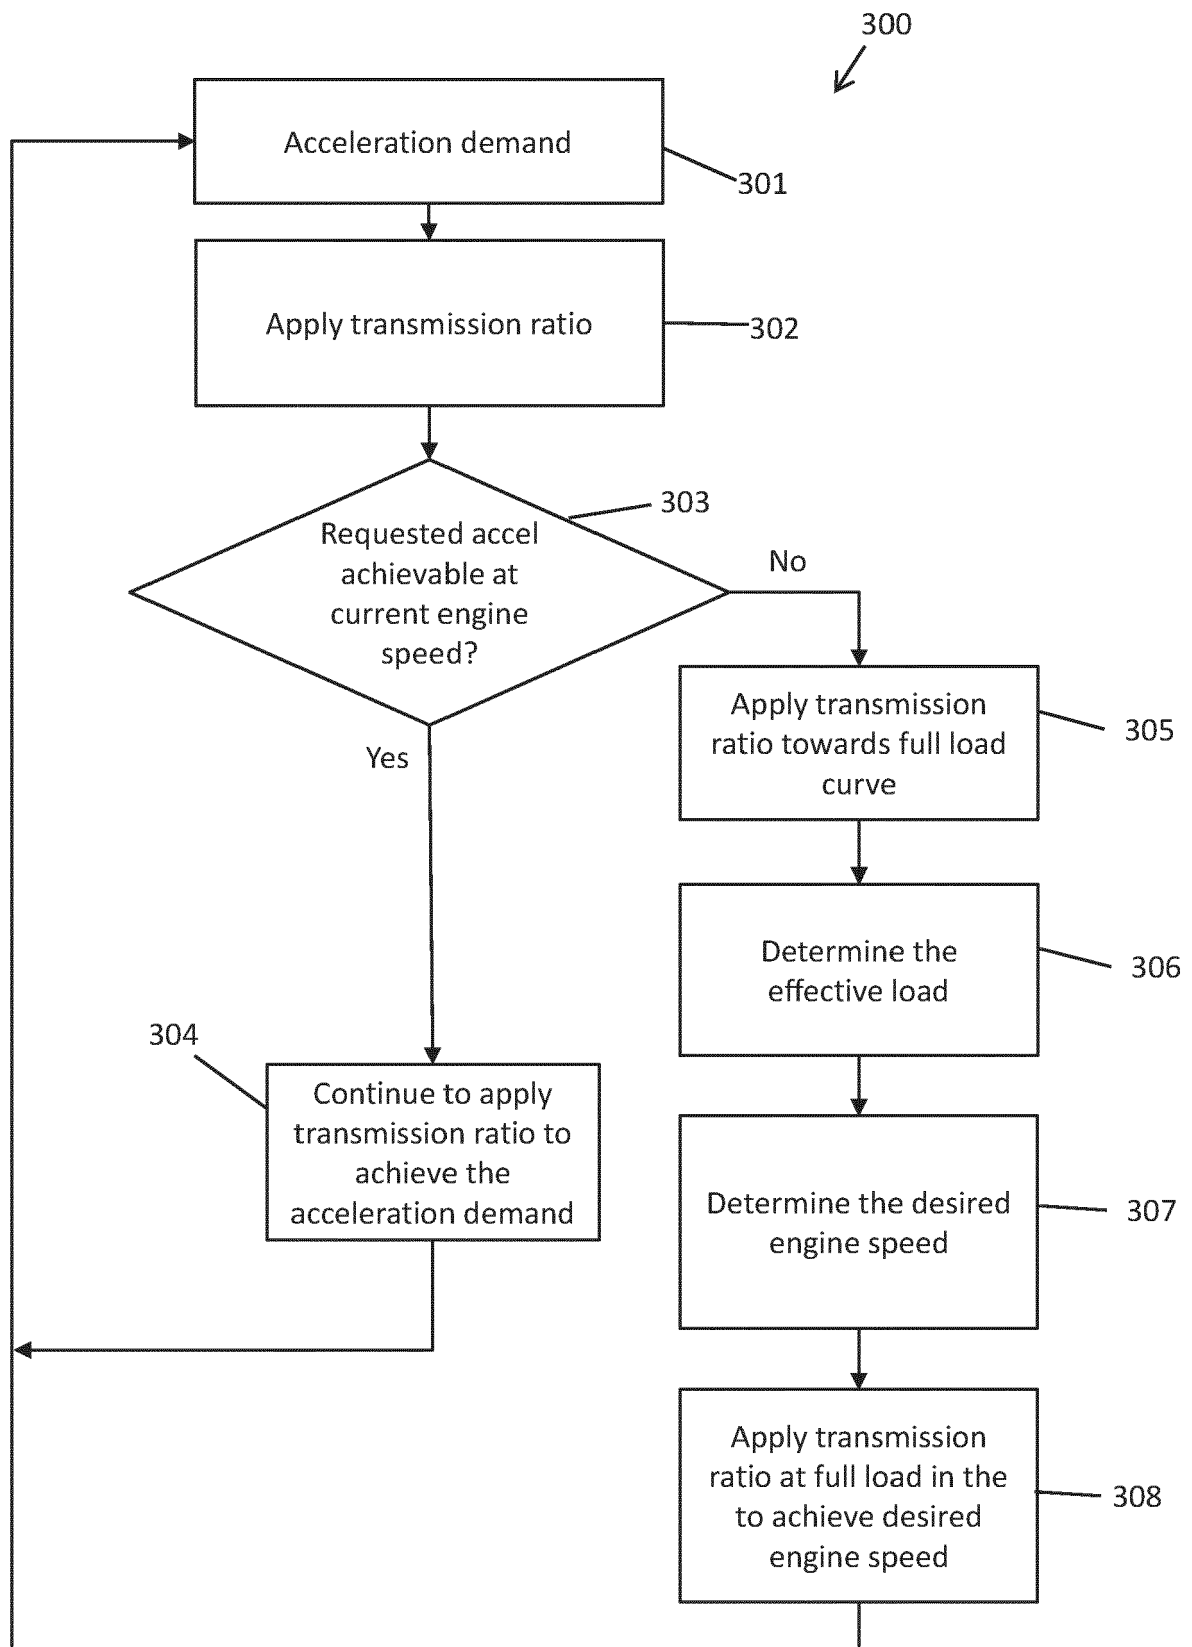 300
Acceleration demand
301
Apply transmission ratio
302
303
Requested accel
achievable at
current engine
speed?
No
Yes
Apply transmission
ratio towards full load
curve
305
Determine the
effective load
306
304
Continue to apply
transmission ratio to
achieve the
acceleration demand
Determine the desired
engine speed
307
Apply transmission
ratio at full load in the
to achieve desired
engine speed
308